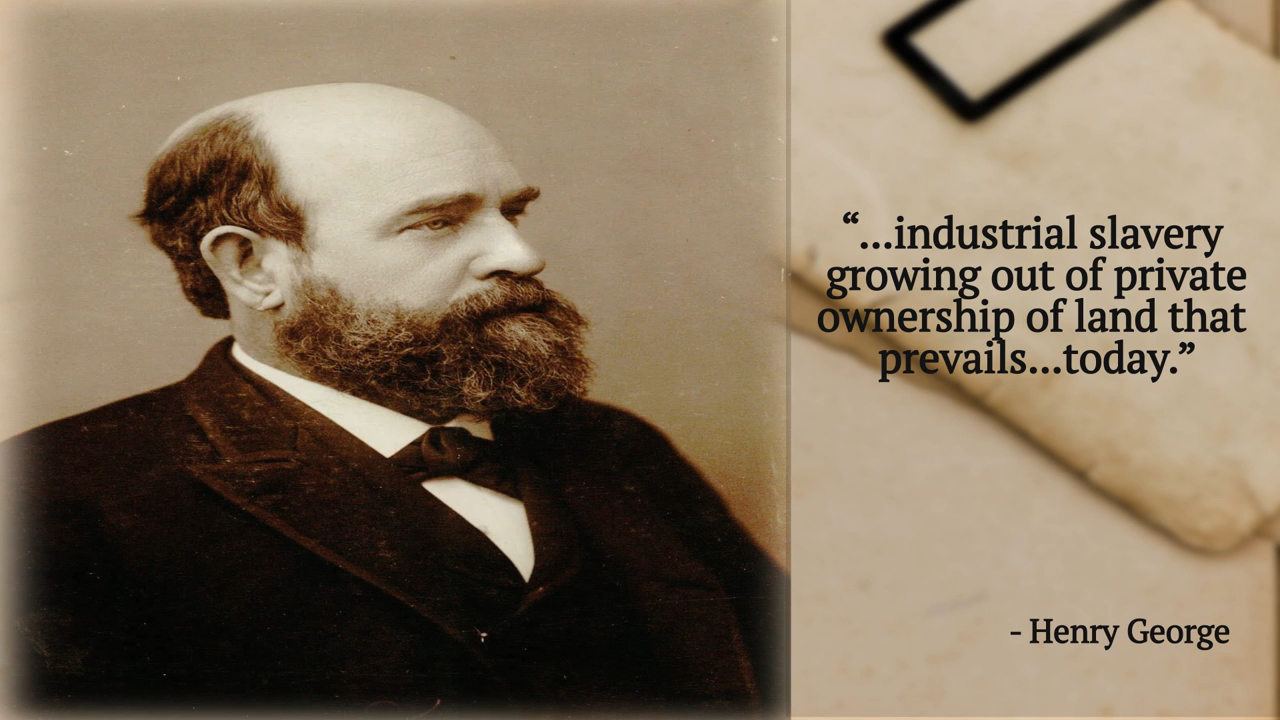 “...industrial slavery
growing out of private
ownership of land that
prevails...today.”
- Henry George